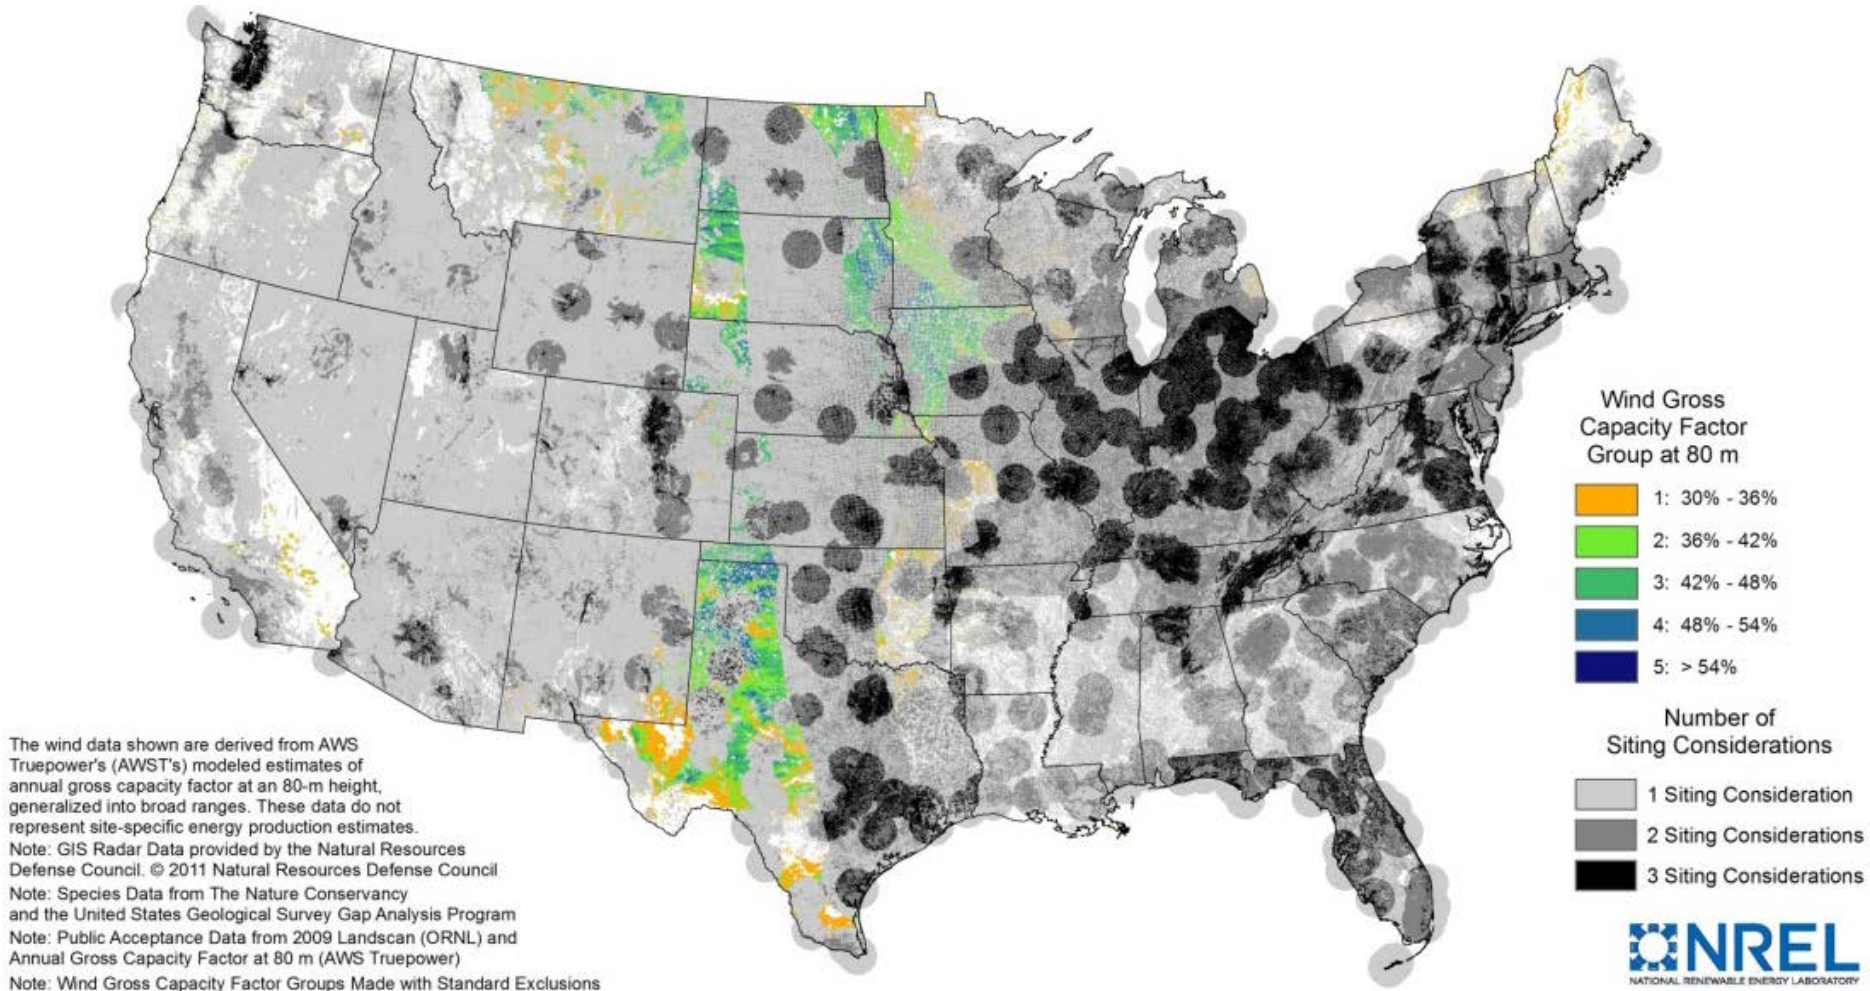 Wind Gross
Capacity Factor
Group at 80 m
1: 30% - 36%
2: 36% - 42%
3: 42% - 48%
4: 48% - 54%
5: > 54%
Number of
Siting Considerations
1 Siting Consideration
2 Siting Considerations
3 Siting Considerations
The wind data shown are derived from AWS
Truepower's (AWST's) modeled estimates of
annual gross capacity factor at an 80-m height,
generalized into broad ranges. These data do not
represent site-specific energy production estimates.
Note: GIS Radar Data provided by the Natural Resources
Defense Council. © 2011 Natural Resources Defense Council
Note: Species Data from The Nature Conservancy
and the United States Geological Survey Gap Analysis Program
Note: Public Acceptance Data from 2009 Landscan (ORNL) and
Annual Gross Capacity Factor at 80 m (AWS Truepower)
Note: Wind Gross Capacity Factor Groups Made with Standard Exclusions
NREL
NATIONAL RENEWABLE ENERGY LABORATORY